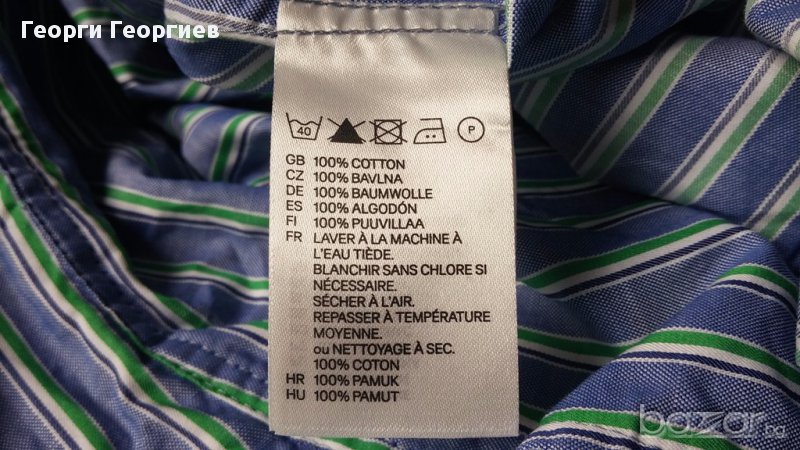 Георги Георгиев
40
P
GB 100% COTTON
CZ 100% BAVLNA
DE 100% BAUMWOLLE
ES 100% ALGODÓN
FI 100% PUUVILLAA
FR LAVER À LA MACHINE À
L'EAU TIÈDE.
BLANCHIR SANS CHLORE SI
NÉCESSAIRE.
SÉCHER À L'AIR.
REPASSER À TEMPÉRATURE
MOYENNE.
ou NETTOYAGE À SEC.
100% COTON
HR 100% PAMUK
HU 100% PAMUT
bazar.bg